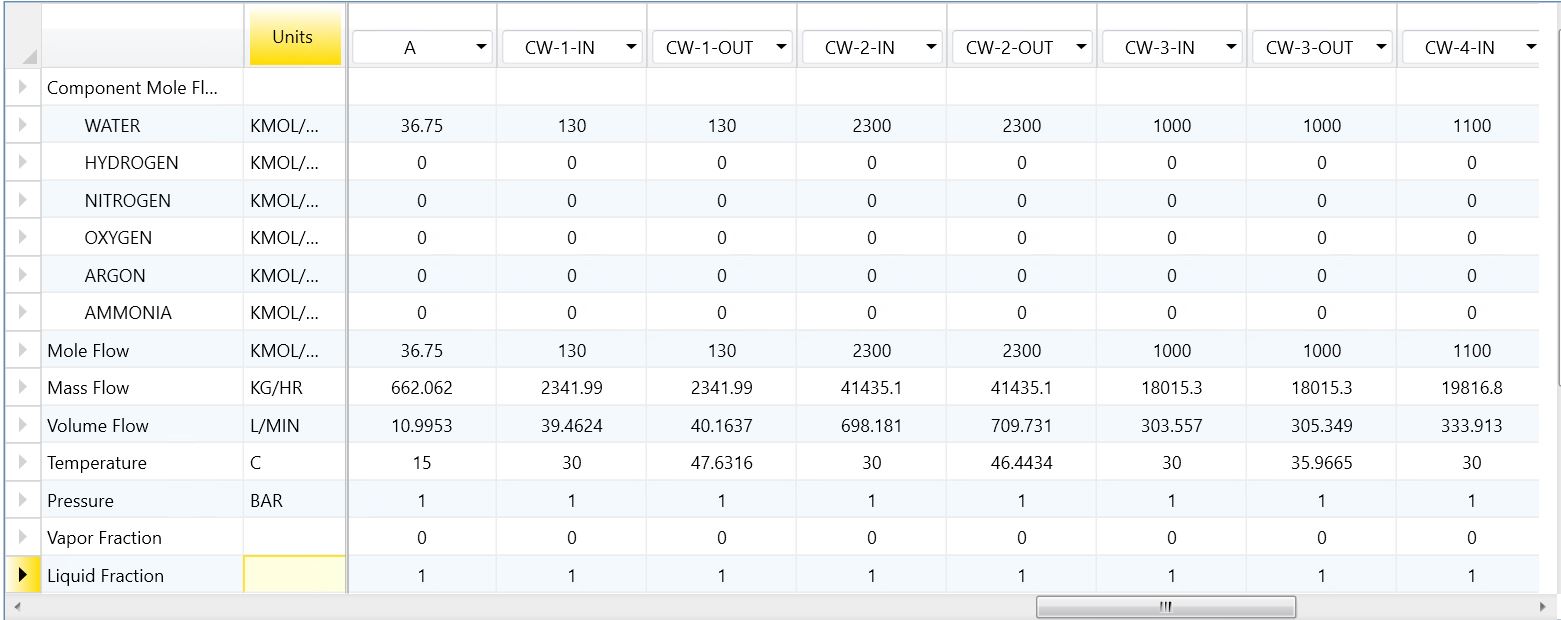 Units A CW-1-IN CW-1-OUT CW-2-IN CW-2-OUT CW-3-IN CW-3-OUT CW-4-IN
Component Mole Fl...
WATER KMOL/... 36.75 130 130 2300 2300 1000 1000 1100
HYDROGEN KMOL/... 0 0 0 0 0 0 0 0
NITROGEN KMOL/... 0 0 0 0 0 0 0 0
OXYGEN KMOL/... 0 0 0 0 0 0 0 0
ARGON KMOL/... 0 0 0 0 0 0 0 0
AMMONIA KMOL/... 0 0 0 0 0 0 0 0
Mole Flow KMOL/... 36.75 130 130 2300 2300 1000 1000 1100
Mass Flow KG/HR 662.062 2341.99 2341.99 41435.1 41435.1 18015.3 18015.3 19816.8
Volume Flow L/MIN 10.9953 39.4624 40.1637 698.181 709.731 303.557 305.349 333.913
Temperature C 15 30 47.6316 30 46.4434 30 35.9665 30
Pressure BAR 1 1 1 1 1 1 1 1
Vapor Fraction 0 0 0 0 0 0 0 0
Liquid Fraction 1 1 1 1 1 1 1 1